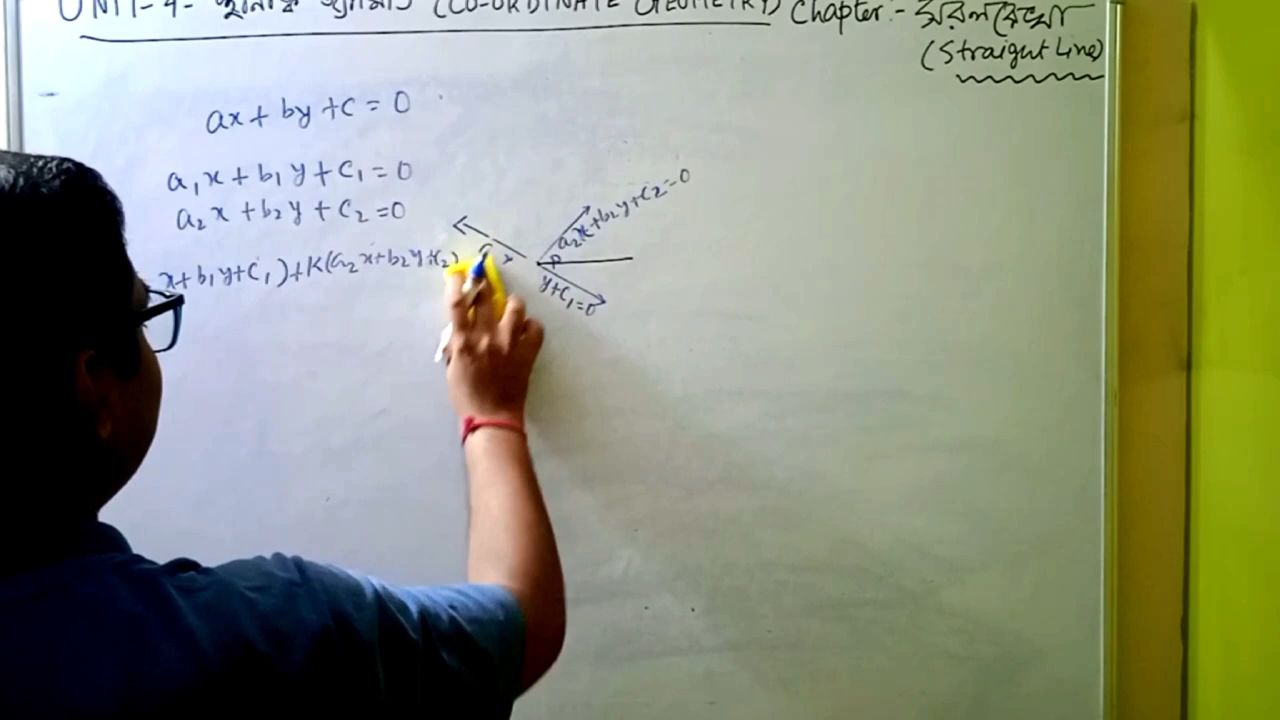 UNIT-4- স্থানাঙ্ক জ্যামিতি (CO-ORDINATE GEOMETRY) Chapter:- সরলরেখা
(Straight Line)
ax + by + c = 0
a₁x + b₁y + c₁ = 0
a₂x + b₂y + c₂ = 0
x + b₁y + c₁) + K(a₂x + b₂y + c₂)
a₂x + b₂y + c₂ = 0
P
y + c₁ = 0